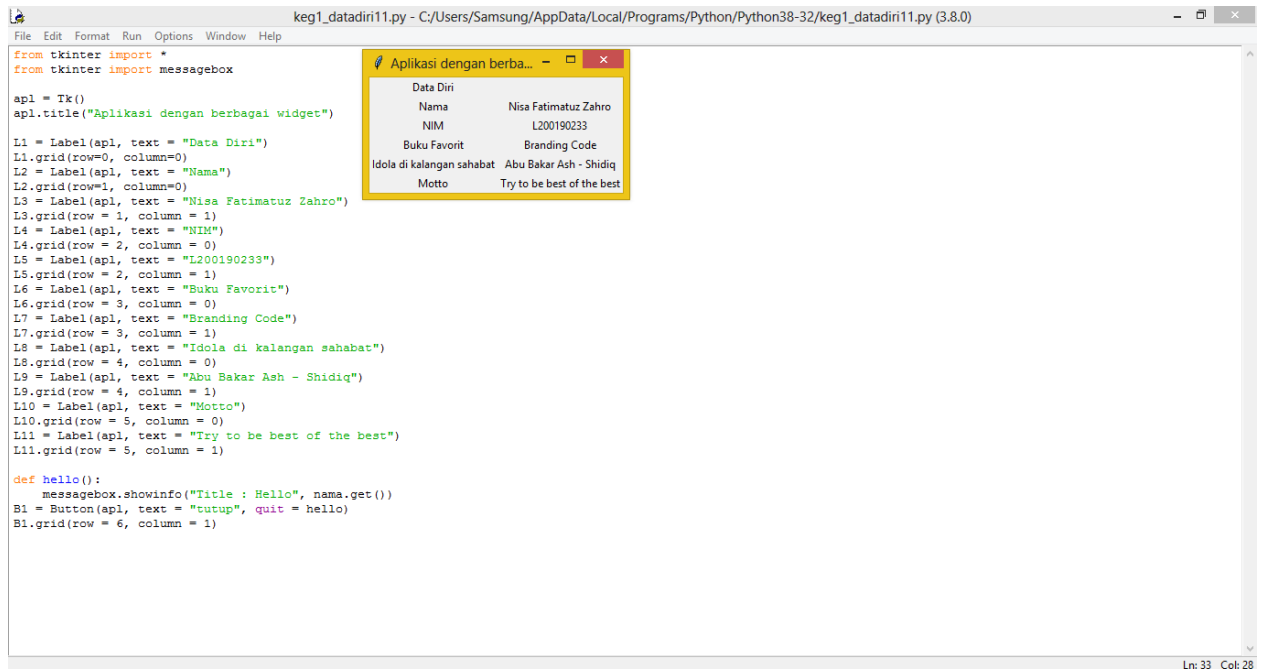 keg1_datadiri11.py - C:/Users/Samsung/AppData/Local/Programs/Python/Python38-32/keg1_datadiri11.py (3.8.0)
File Edit Format Run Options Window Help
from tkinter import *
from tkinter import messagebox

apl = Tk()
apl.title("Aplikasi dengan berbagai widget")

L1 = Label(apl, text = "Data Diri")
L1.grid(row=0, column=0)
L2 = Label(apl, text = "Nama")
L2.grid(row=1, column=0)
L3 = Label(apl, text = "Nisa Fatimatuz Zahro")
L3.grid(row = 1, column = 1)
L4 = Label(apl, text = "NIM")
L4.grid(row = 2, column = 0)
L5 = Label(apl, text = "L200190233")
L5.grid(row = 2, column = 1)
L6 = Label(apl, text = "Buku Favorit")
L6.grid(row = 3, column = 0)
L7 = Label(apl, text = "Branding Code")
L7.grid(row = 3, column = 1)
L8 = Label(apl, text = "Idola di kalangan sahabat")
L8.grid(row = 4, column = 0)
L9 = Label(apl, text = "Abu Bakar Ash - Shidiq")
L9.grid(row = 4, column = 1)
L10 = Label(apl, text = "Motto")
L10.grid(row = 5, column = 0)
L11 = Label(apl, text = "Try to be best of the best")
L11.grid(row = 5, column = 1)

def hello():
    messagebox.showinfo("Title : Hello", nama.get())
B1 = Button(apl, text = "tutup", quit = hello)
B1.grid(row = 6, column = 1)
Aplikasi dengan berba...
Data Diri
Nama Nisa Fatimatuz Zahro
NIM L200190233
Buku Favorit Branding Code
Idola di kalangan sahabat Abu Bakar Ash - Shidiq
Motto Try to be best of the best
Ln: 33 Col: 28